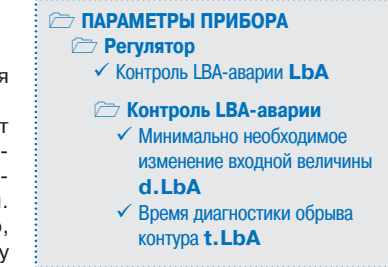 ПАРАМЕТРЫ ПРИБОРА
Регулятор
✓ Контроль LBA-аварии LbA
Контроль LBA-аварии
✓ Минимально необходимое
изменение входной величины
d.LbA
✓ Время диагностики обрыва
контура t.LbA
я
т
-
-
.
,
у